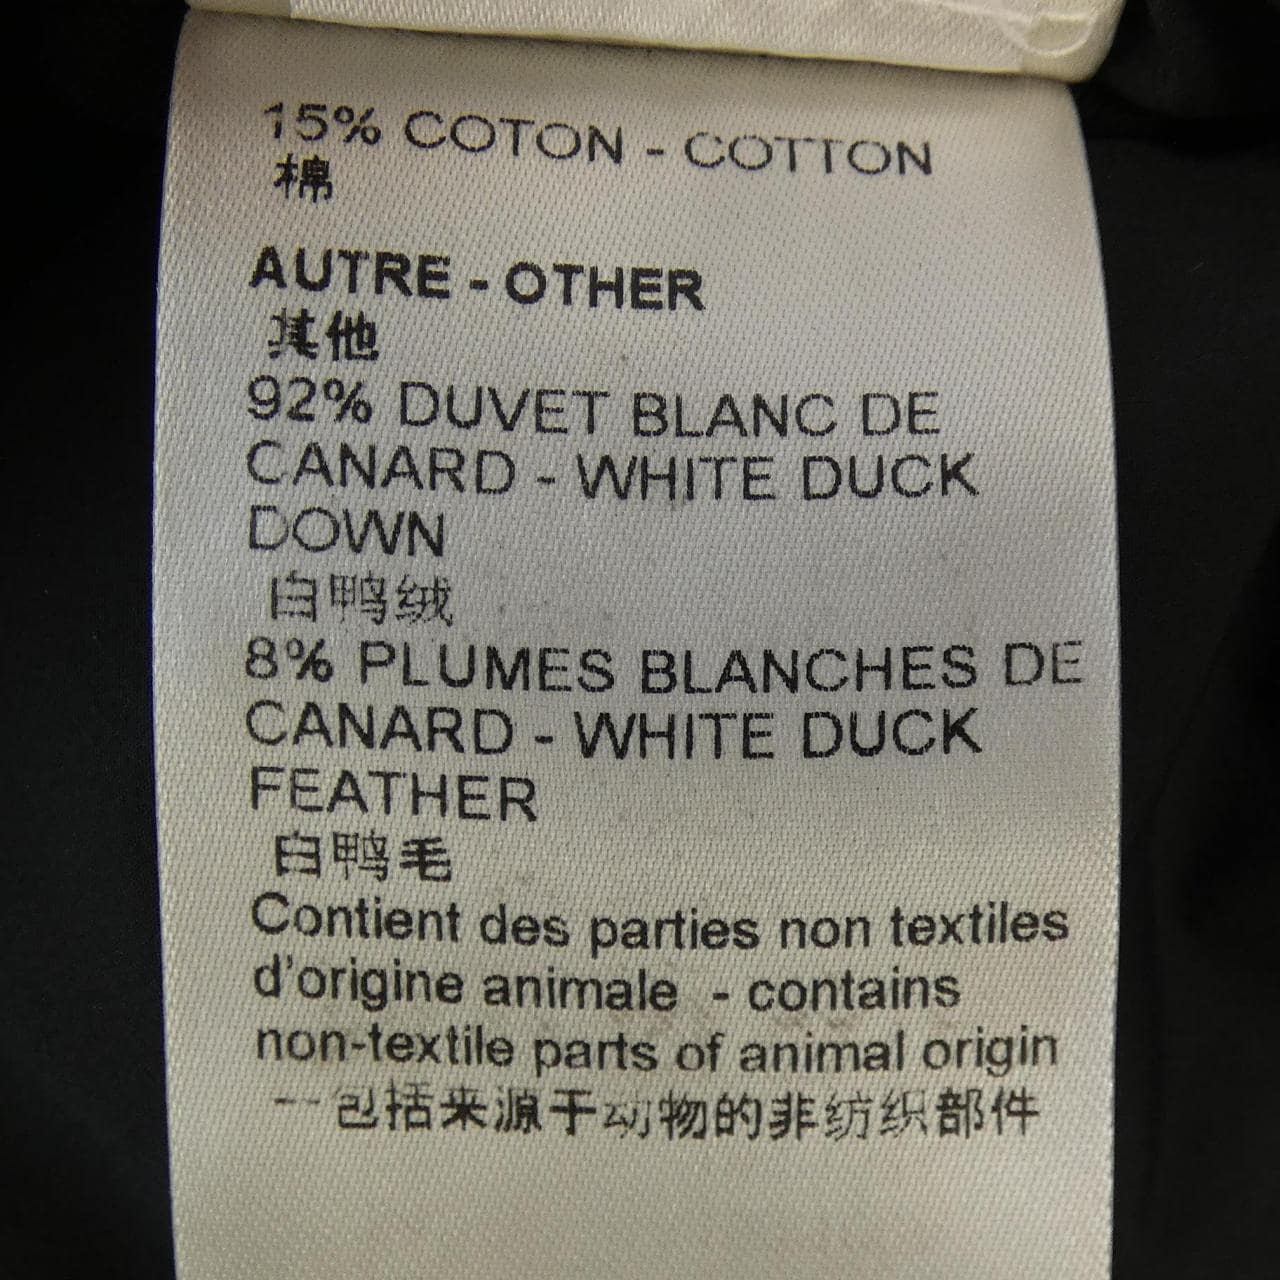 15% COTON - COTTON
棉
AUTRE - OTHER
其他
92% DUVET BLANC DE
CANARD - WHITE DUCK
DOWN
白鸭绒
8% PLUMES BLANCHES DE
CANARD - WHITE DUCK
FEATHER
白鸭毛
Contient des parties non textiles
d'origine animale - contains
non-textile parts of animal origin
一包括来源于动物的非纺织部件